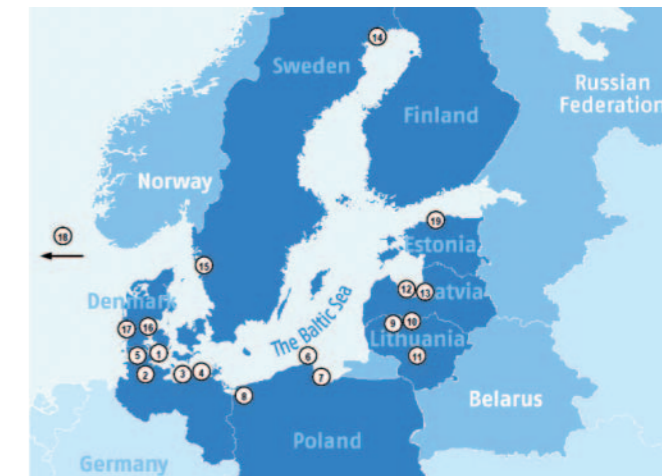 14
Sweden
Russian
Federation
Finland
Norway
18
19
Estonia
15
Denmark
12
13
Latvia
17
16
The Baltic Sea
9
10
Lithuania
5
1
6
11
2
3
4
7
8
Belarus
Poland
Germany